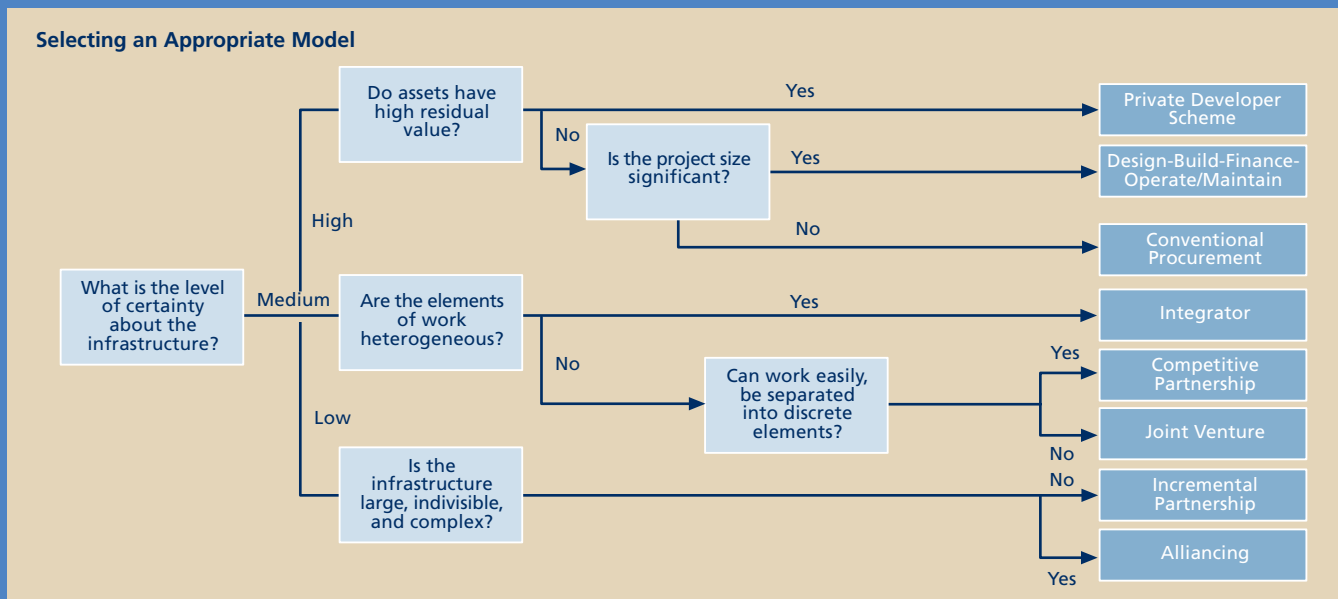 Selecting an Appropriate Model
Do assets have
high residual
value?
Yes
Private Developer
Scheme
No
Is the project size
significant?
Yes
Design-Build-Finance-
Operate/Maintain
High
No
Conventional
Procurement
What is the level
of certainty
about the
infrastructure?
Medium
Are the elements
of work
heterogeneous?
Yes
Integrator
No
Can work easily,
be separated
into discrete
elements?
Yes
Competitive
Partnership
Joint Venture
No
Low
Is the
infrastructure
large, indivisible,
and complex?
No
Incremental
Partnership
Alliancing
Yes